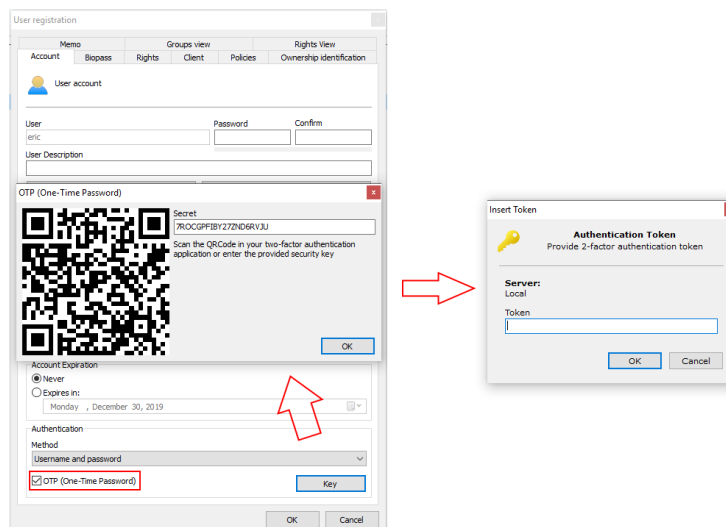 User registration
Memo Groups view Rights View
Account Biopass Rights Client Policies Ownership identification
User account
User Password Confirm
eric
User Description
OTP (One-Time Password)
Secret
7ROCGPFIBY27ZND6RVJU
Scan the QRCode in your two-factor authentication
application or enter the provided security key
OK
Account Expiration
Never
Expires in:
Monday , December 30, 2019
Authentication
Method
Username and password
OTP (One-Time Password) Key
OK Cancel
Insert Token
Authentication Token
Provide 2-factor authentication token
Server:
Local
Token
OK Cancel